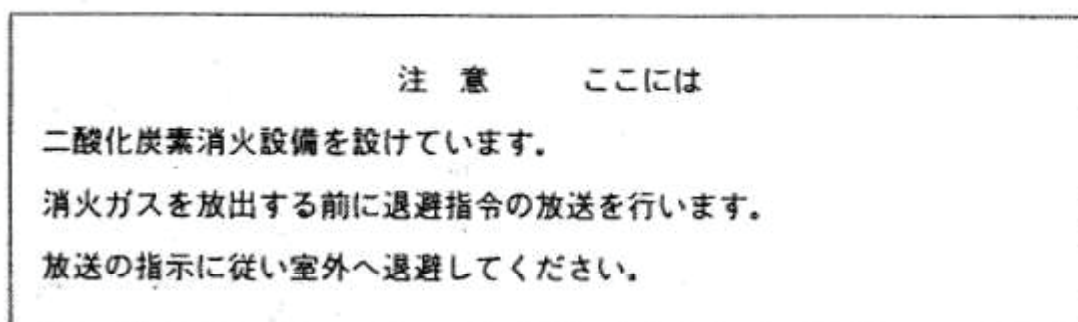 注　意　　　ここには
二酸化炭素消火設備を設けています.
消火ガスを放出する前に退避指令の放送を行います.
放送の指示に従い室外へ退避してください.